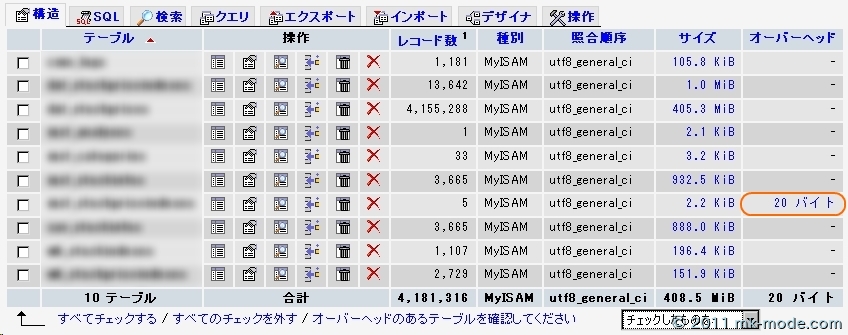 構造 SQL 検索 クエリ エクスポート インポート デザイナ 操作
テーブル 操作 レコード数 1 種別 照合順序 サイズ オーバーヘッド
1,181 MyISAM utf8_general_ci 105.8 KiB -
13,642 MyISAM utf8_general_ci 1.0 MiB -
4,155,288 MyISAM utf8_general_ci 405.3 MiB -
1 MyISAM utf8_general_ci 2.1 KiB -
33 MyISAM utf8_general_ci 3.2 KiB -
3,665 MyISAM utf8_general_ci 932.5 KiB -
5 MyISAM utf8_general_ci 2.2 KiB 20 バイト
3,665 MyISAM utf8_general_ci 888.0 KiB -
1,107 MyISAM utf8_general_ci 196.4 KiB -
2,729 MyISAM utf8_general_ci 151.9 KiB -
10 テーブル 合計 4,181,316 MyISAM utf8_general_ci 408.5 MiB 20 バイト
すべてチェックする / すべてのチェックを外す / オーバーヘッドのあるテーブルを確認してください チェックしたものを:
© 2011 mk-mode.com